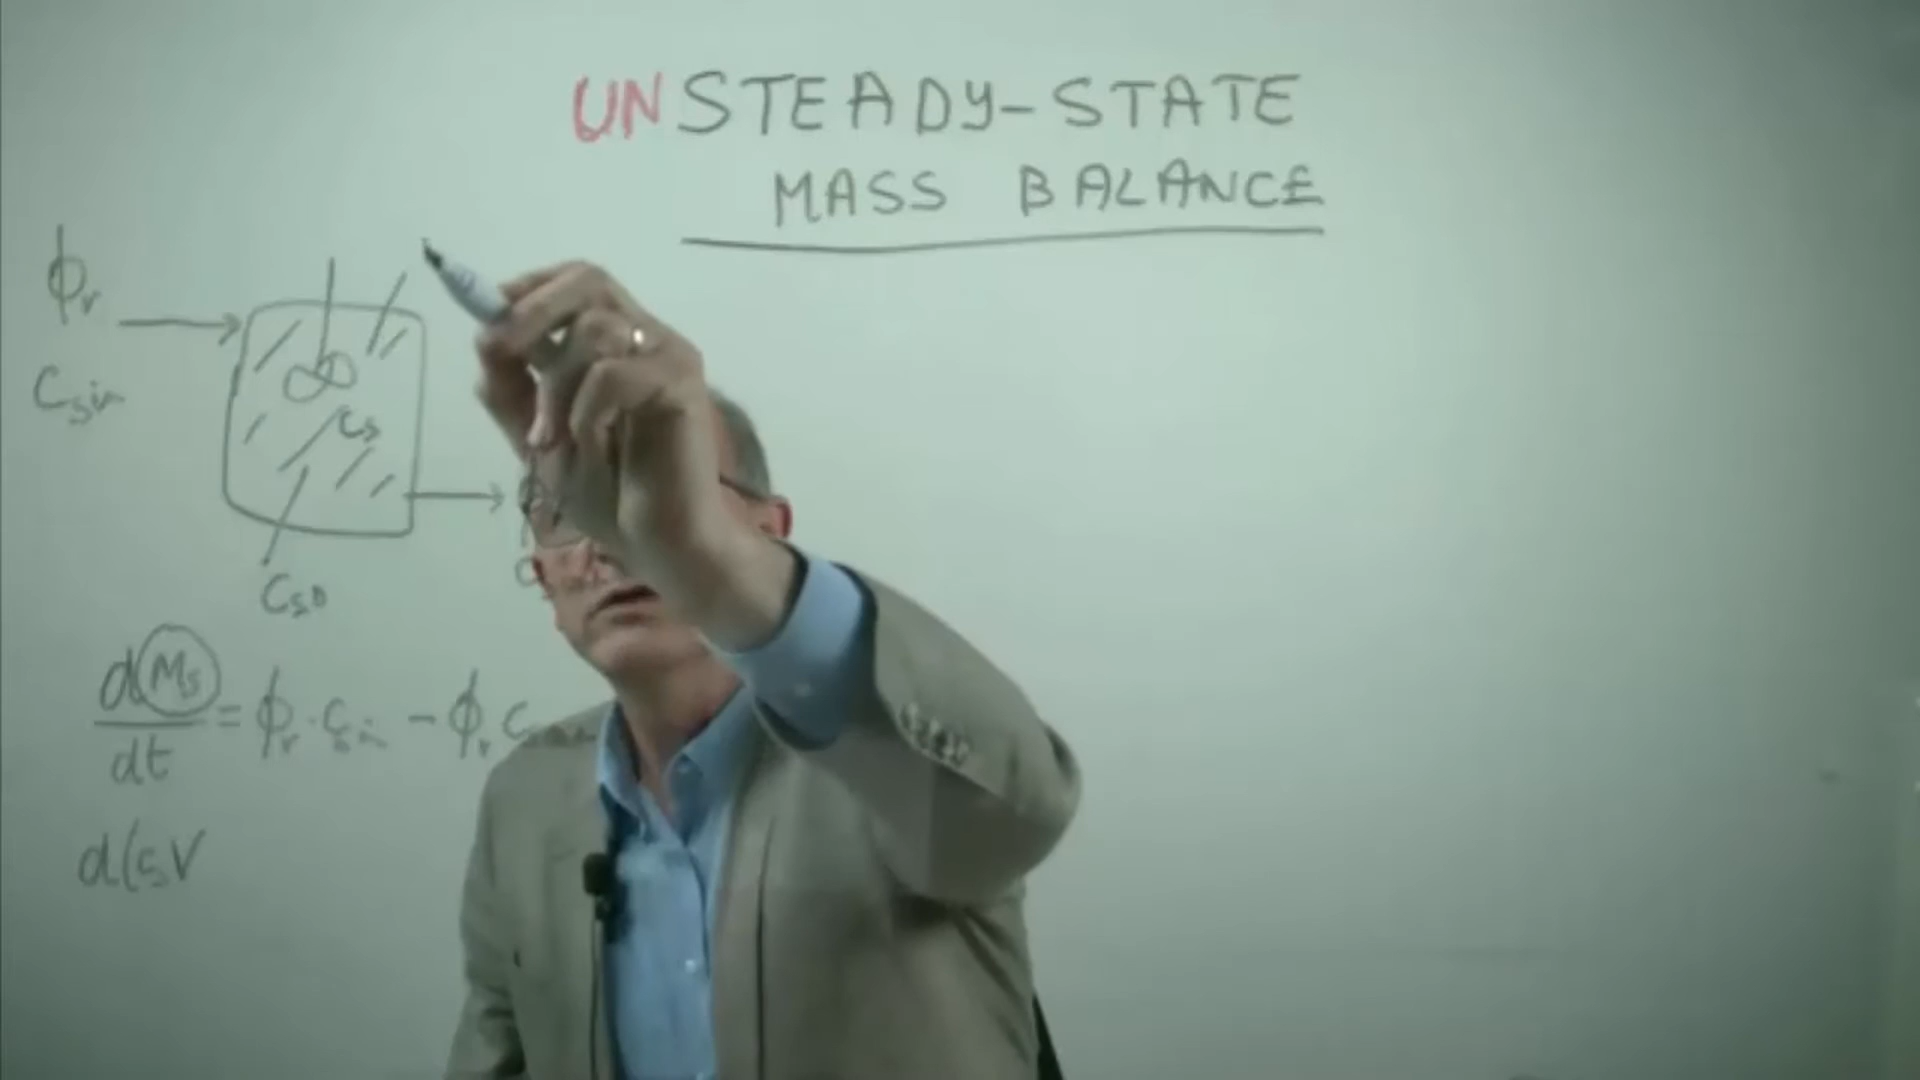 UNSTEADY-STATE
MASS BALANCE
ϕv
Csin
Cs
Cs0
d(Ms)/dt = ϕv · Csin - ϕv C
d(CsV